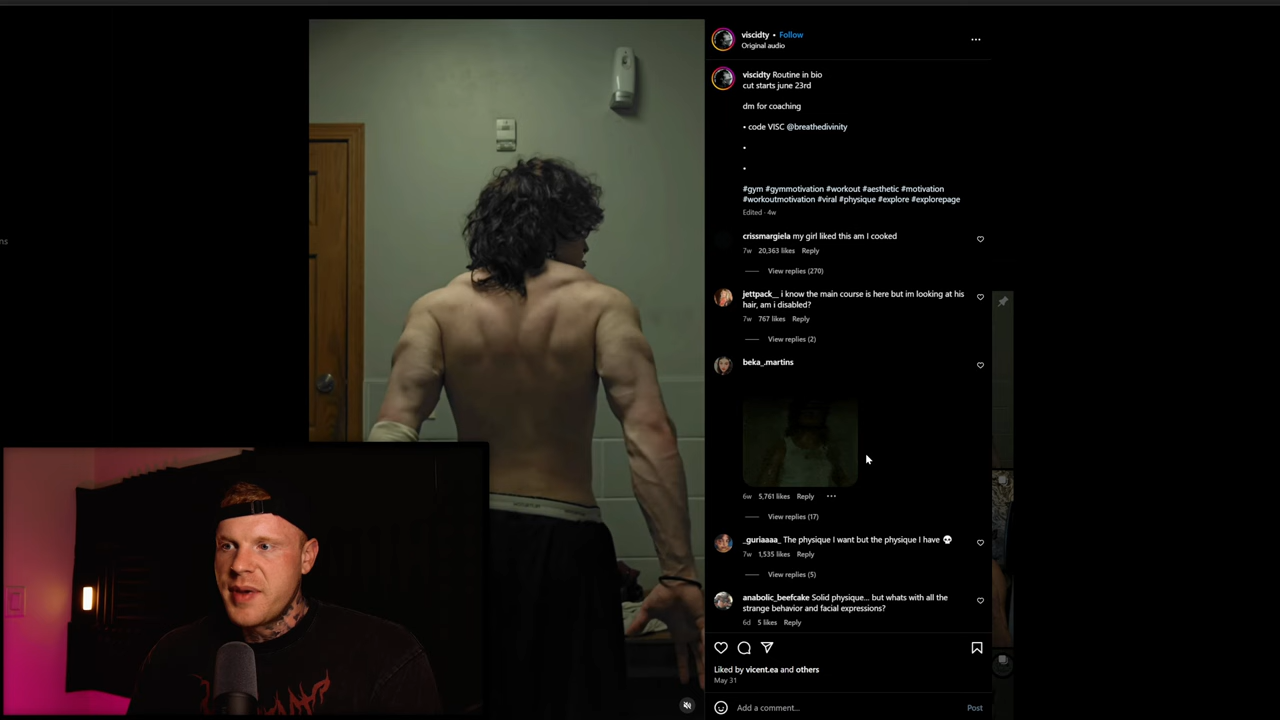 viscidty • Follow
Original audio
viscidty Routine in bio
cut starts june 23rd
dm for coaching
• code VISC @breathedivinity
•
•
#gym #gymmotivation #workout #aesthetic #motivation
#workoutmotivation #viral #physique #explore #explorepage
Edited · 4w
crissmargiela my girl liked this am I cooked
7w 20,363 likes Reply
View replies (270)
jettpack__ i know the main course is here but im looking at his
hair, am i disabled?
7w 767 likes Reply
View replies (2)
beka_.martins
6w 5,761 likes Reply
View replies (17)
_guriaaaa_ The physique I want but the physique I have 💀
7w 1,535 likes Reply
View replies (5)
anabolic_beefcake Solid physique... but whats with all the
strange behavior and facial expressions?
6d 5 likes Reply
Liked by vicent.ea and others
May 31
Add a comment...
Post
ns